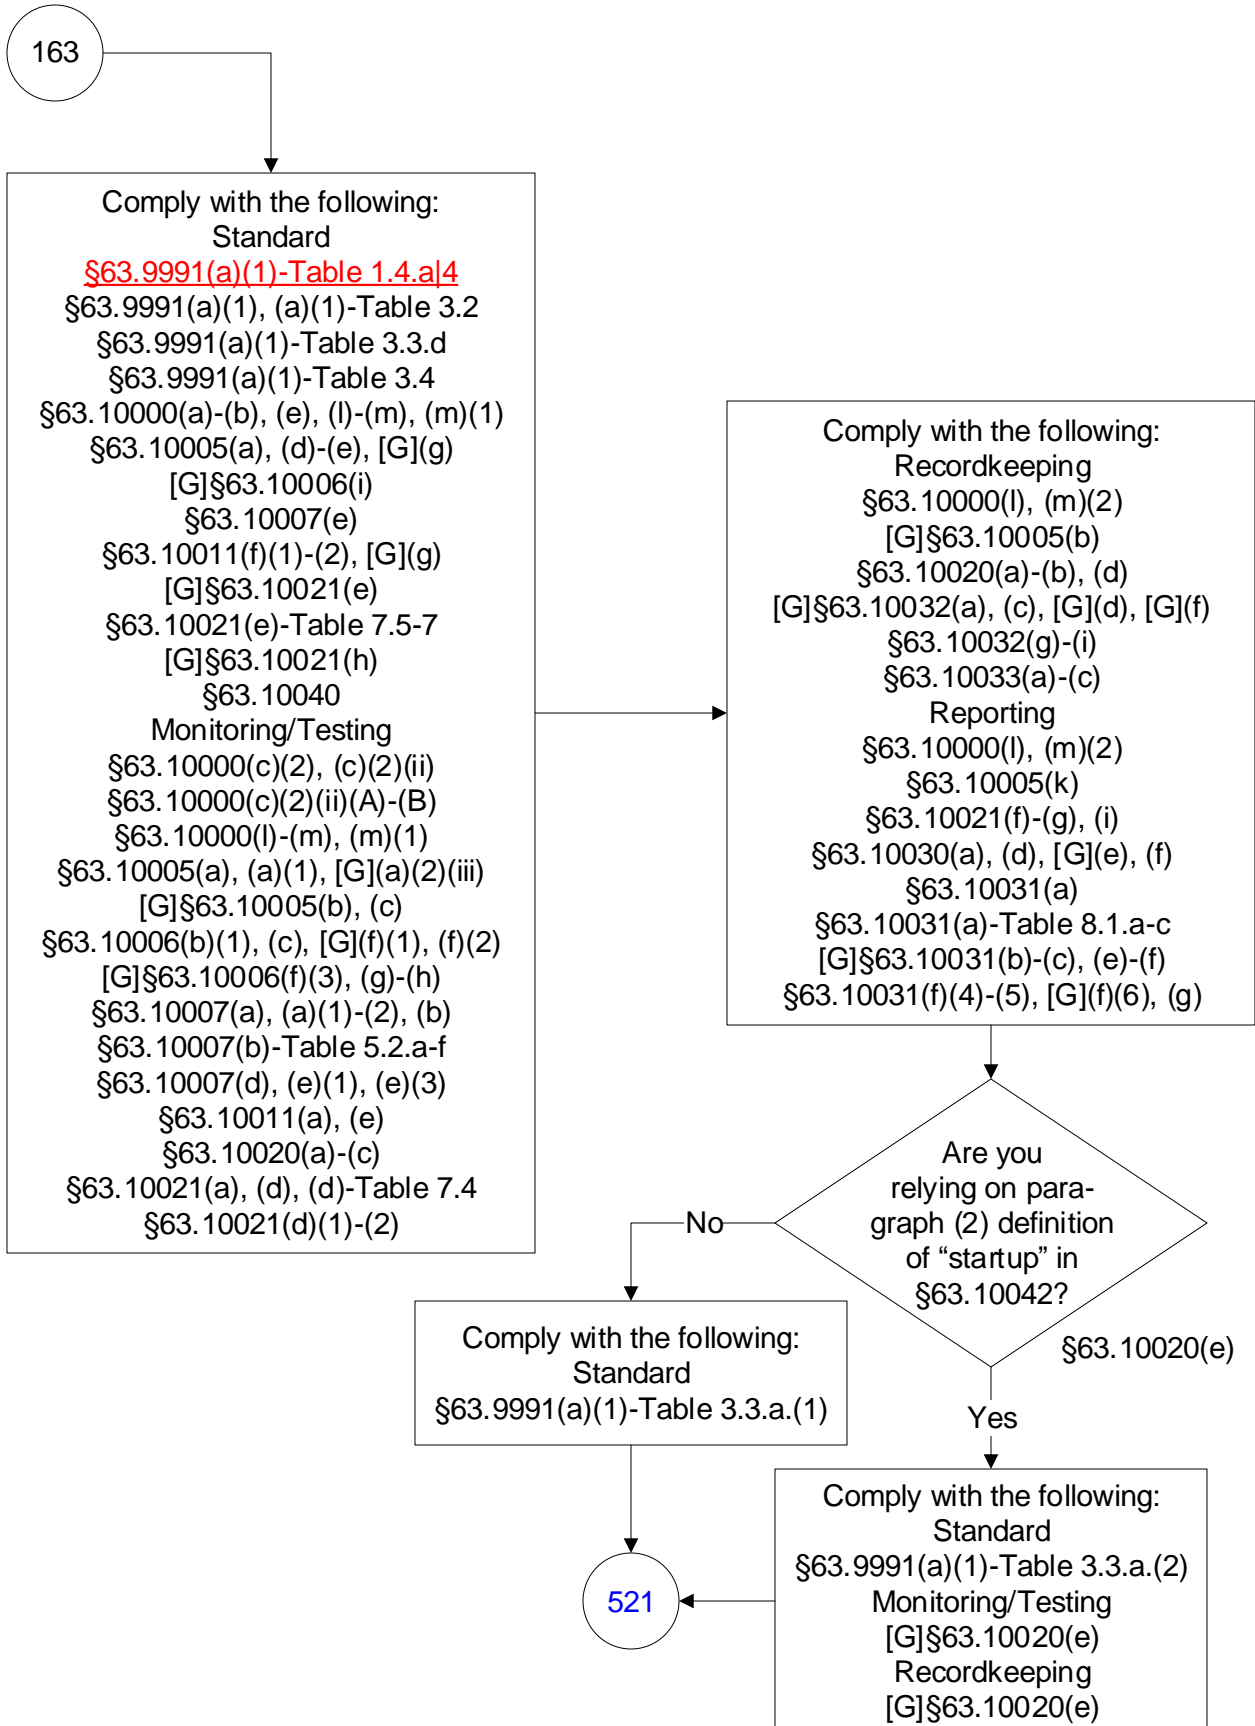 163
Comply with the following:
Standard
§63.9991(a)(1)-Table 1.4.a|4
§63.9991(a)(1), (a)(1)-Table 3.2
§63.9991(a)(1)-Table 3.3.d
§63.9991(a)(1)-Table 3.4
§63.10000(a)-(b), (e), (l)-(m), (m)(1)
§63.10005(a), (d)-(e), [G](g)
[G]§63.10006(i)
§63.10007(e)
§63.10011(f)(1)-(2), [G](g)
[G]§63.10021(e)
§63.10021(e)-Table 7.5-7
[G]§63.10021(h)
§63.10040
Monitoring/Testing
§63.10000(c)(2), (c)(2)(ii)
§63.10000(c)(2)(ii)(A)-(B)
§63.10000(l)-(m), (m)(1)
§63.10005(a), (a)(1), [G](a)(2)(iii)
[G]§63.10005(b), (c)
§63.10006(b)(1), (c), [G](f)(1), (f)(2)
[G]§63.10006(f)(3), (g)-(h)
§63.10007(a), (a)(1)-(2), (b)
§63.10007(b)-Table 5.2.a-f
§63.10007(d), (e)(1), (e)(3)
§63.10011(a), (e)
§63.10020(a)-(c)
§63.10021(a), (d), (d)-Table 7.4
§63.10021(d)(1)-(2)
Comply with the following:
Recordkeeping
§63.10000(l), (m)(2)
[G]§63.10005(b)
§63.10020(a)-(b), (d)
[G]§63.10032(a), (c), [G](d), [G](f)
§63.10032(g)-(i)
§63.10033(a)-(c)
Reporting
§63.10000(l), (m)(2)
§63.10005(k)
§63.10021(f)-(g), (i)
§63.10030(a), (d), [G](e), (f)
§63.10031(a)
§63.10031(a)-Table 8.1.a-c
[G]§63.10031(b)-(c), (e)-(f)
§63.10031(f)(4)-(5), [G](f)(6), (g)
Are you
relying on para-
graph (2) definition
of “startup” in
§63.10042?
§63.10020(e)
No
Comply with the following:
Standard
§63.9991(a)(1)-Table 3.3.a.(1)
Yes
Comply with the following:
Standard
§63.9991(a)(1)-Table 3.3.a.(2)
Monitoring/Testing
[G]§63.10020(e)
Recordkeeping
[G]§63.10020(e)
521